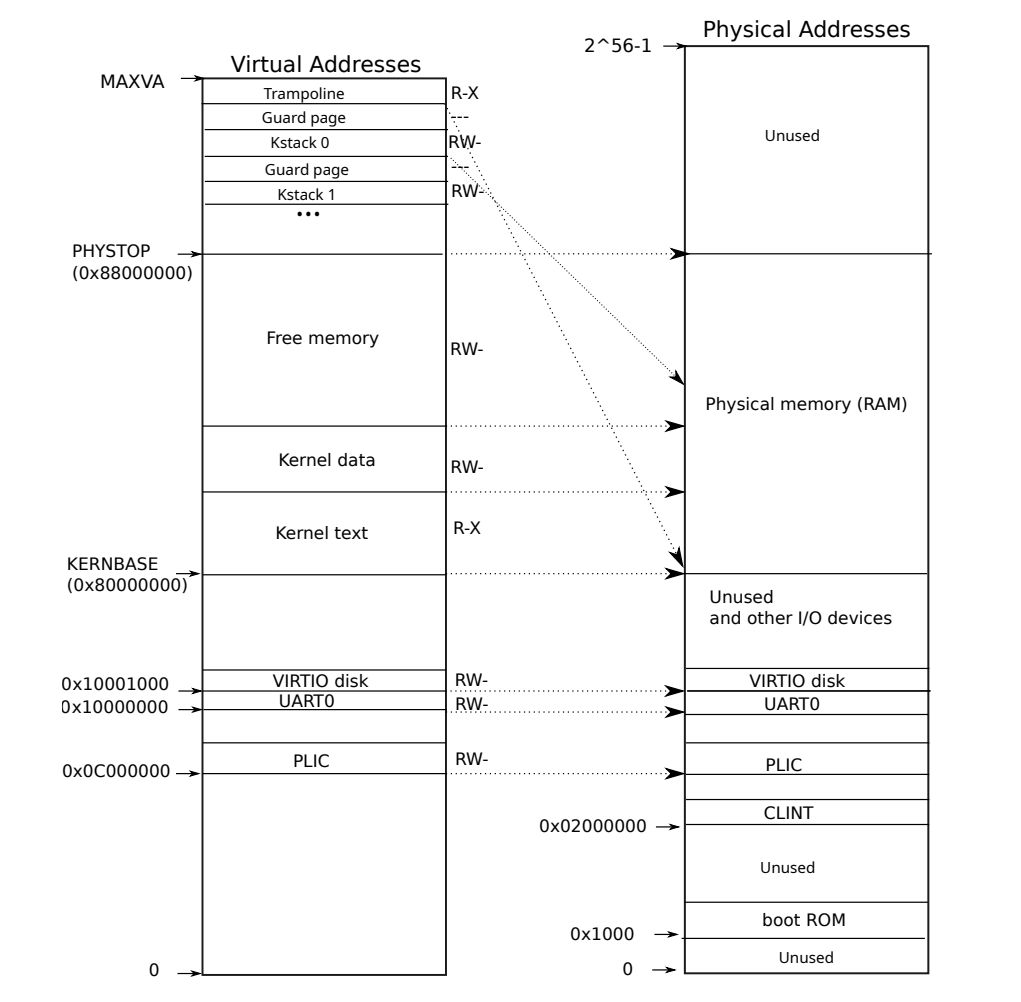 Physical Addresses
2^56-1
Virtual Addresses
MAXVA
Trampoline
R-X
Guard page
---
Kstack 0
RW-
Guard page
---
Kstack 1
RW-
...
Unused
PHYSTOP
(0x88000000)
Free memory
RW-
Physical memory (RAM)
Kernel data
RW-
Kernel text
R-X
KERNBASE
(0x80000000)
Unused
and other I/O devices
0x10001000
VIRTIO disk
RW-
VIRTIO disk
0x10000000
UART0
RW-
UART0
0x0C000000
PLIC
RW-
PLIC
CLINT
0x02000000
Unused
boot ROM
0x1000
Unused
0
0